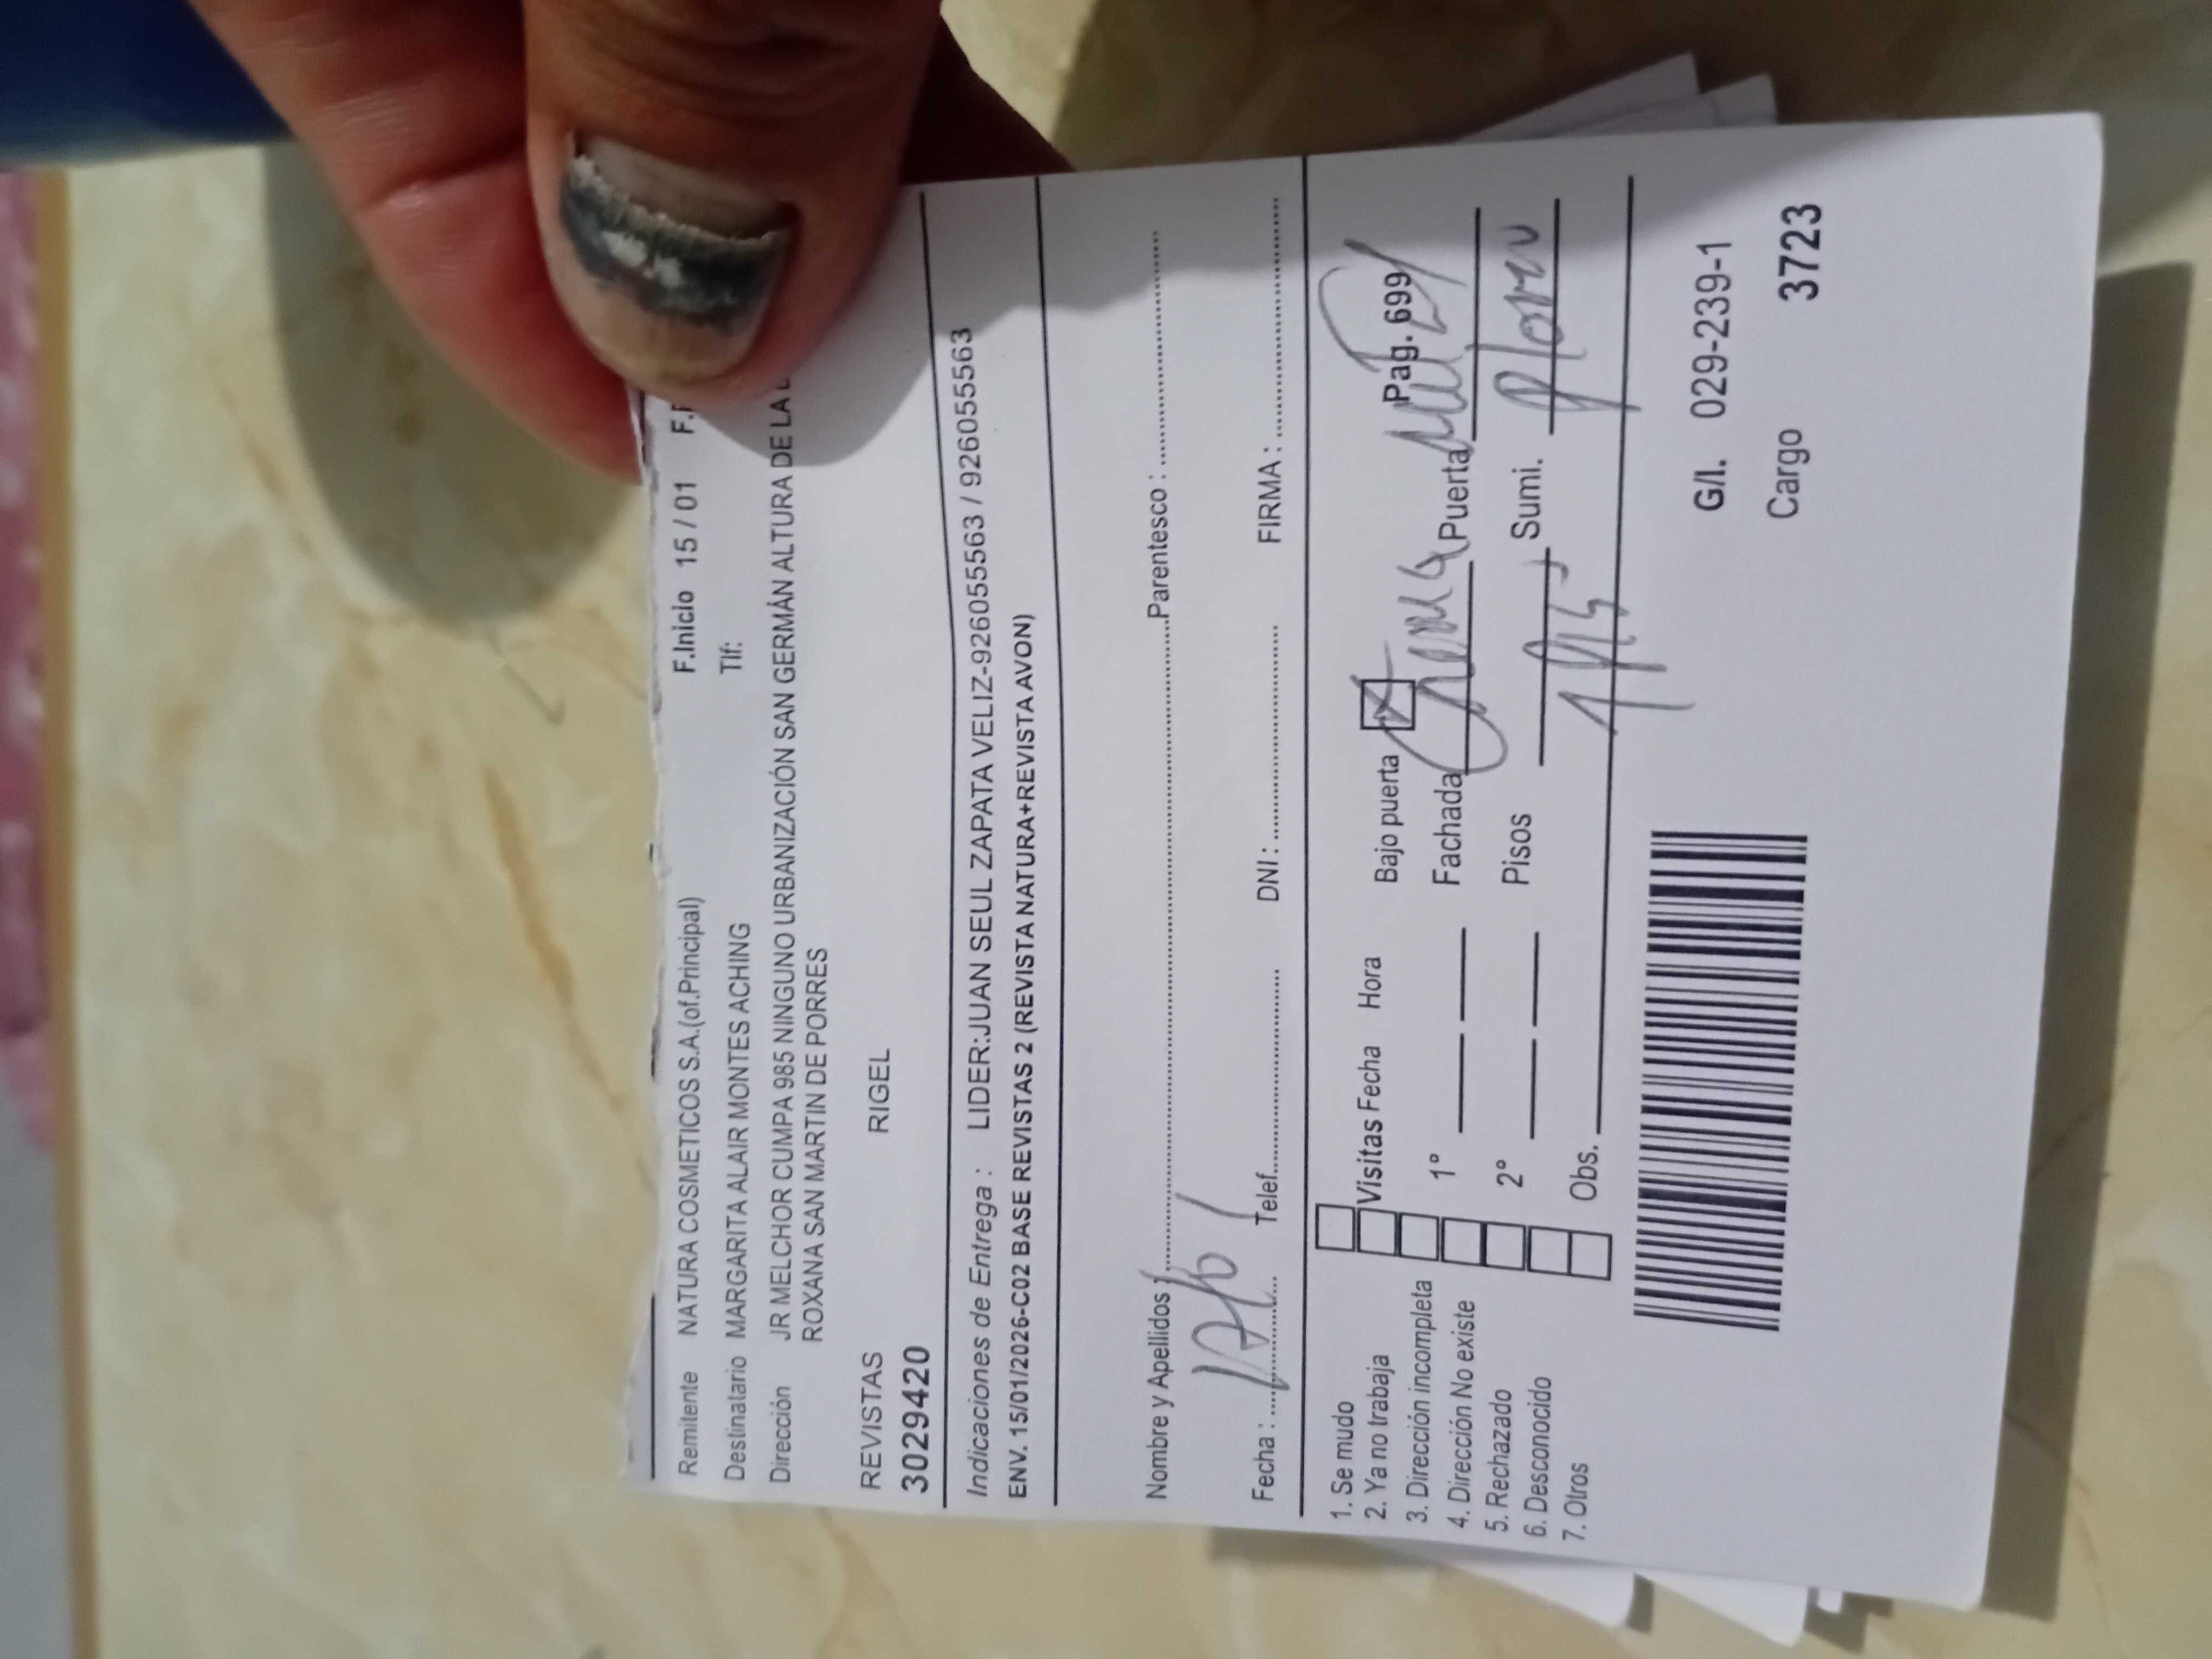 F.Inicio 15 / 01
Remitente NATURA COSMETICOS S.A.(of.Principal)
Destinatario MARGARITA ALAIR MONTES ACHING Tlf:
Dirección JR MELCHOR CUMPA 985 NINGUNO URBANIZACIÓN SAN GERMÁN ALTURA DE LA
ROXANA SAN MARTIN DE PORRES
REVISTAS RIGEL
3029420
Indicaciones de Entrega : LIDER:JUAN SEUL ZAPATA VELIZ-926055563 / 926055563
ENV. 15/01/2026-C02 BASE REVISTAS 2 (REVISTA NATURA+REVISTA AVON)
Nombre y Apellidos : Parentesco :
Fecha : Telef. DNI : FIRMA :
1. Se mudo
2. Ya no trabaja
3. Dirección incompleta
4. Dirección No existe
5. Rechazado
6. Desconocido
7. Otros
Visitas Fecha Hora Bajo puerta Pag. 699
1° Fachada Puerta
2° Pisos Sumi.
Obs.
G/I. 029-239-1
Cargo 3723